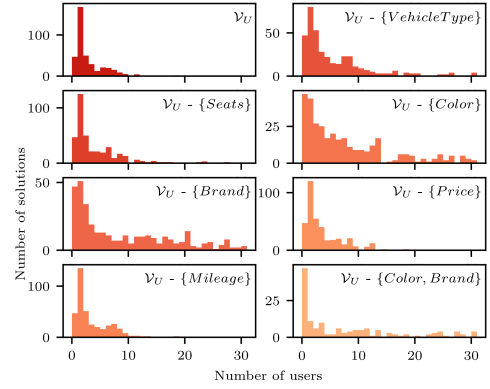 𝒱_U
100
0
𝒱_U - {VehicleType}
50
0
𝒱_U - {Seats}
100
0
𝒱_U - {Color}
25
0
𝒱_U - {Brand}
50
0
𝒱_U - {Price}
100
0
𝒱_U - {Mileage}
100
0
0 10 20 30
𝒱_U - {Color, Brand}
25
0
0 10 20 30
Number of solutions
Number of users